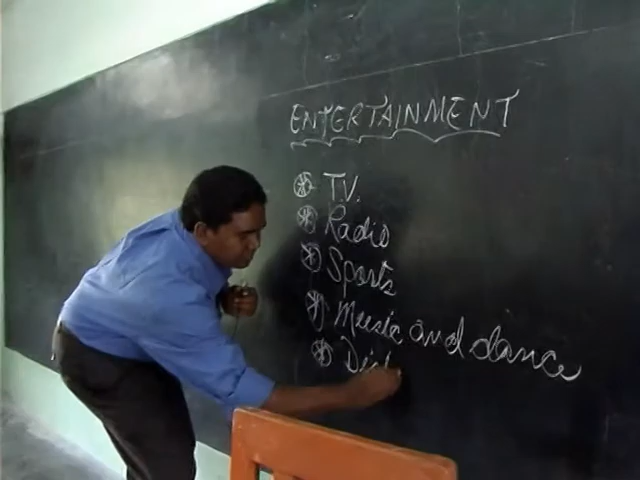 ENTERTAINMENT
TV.
Radio
Sports
Music and dance